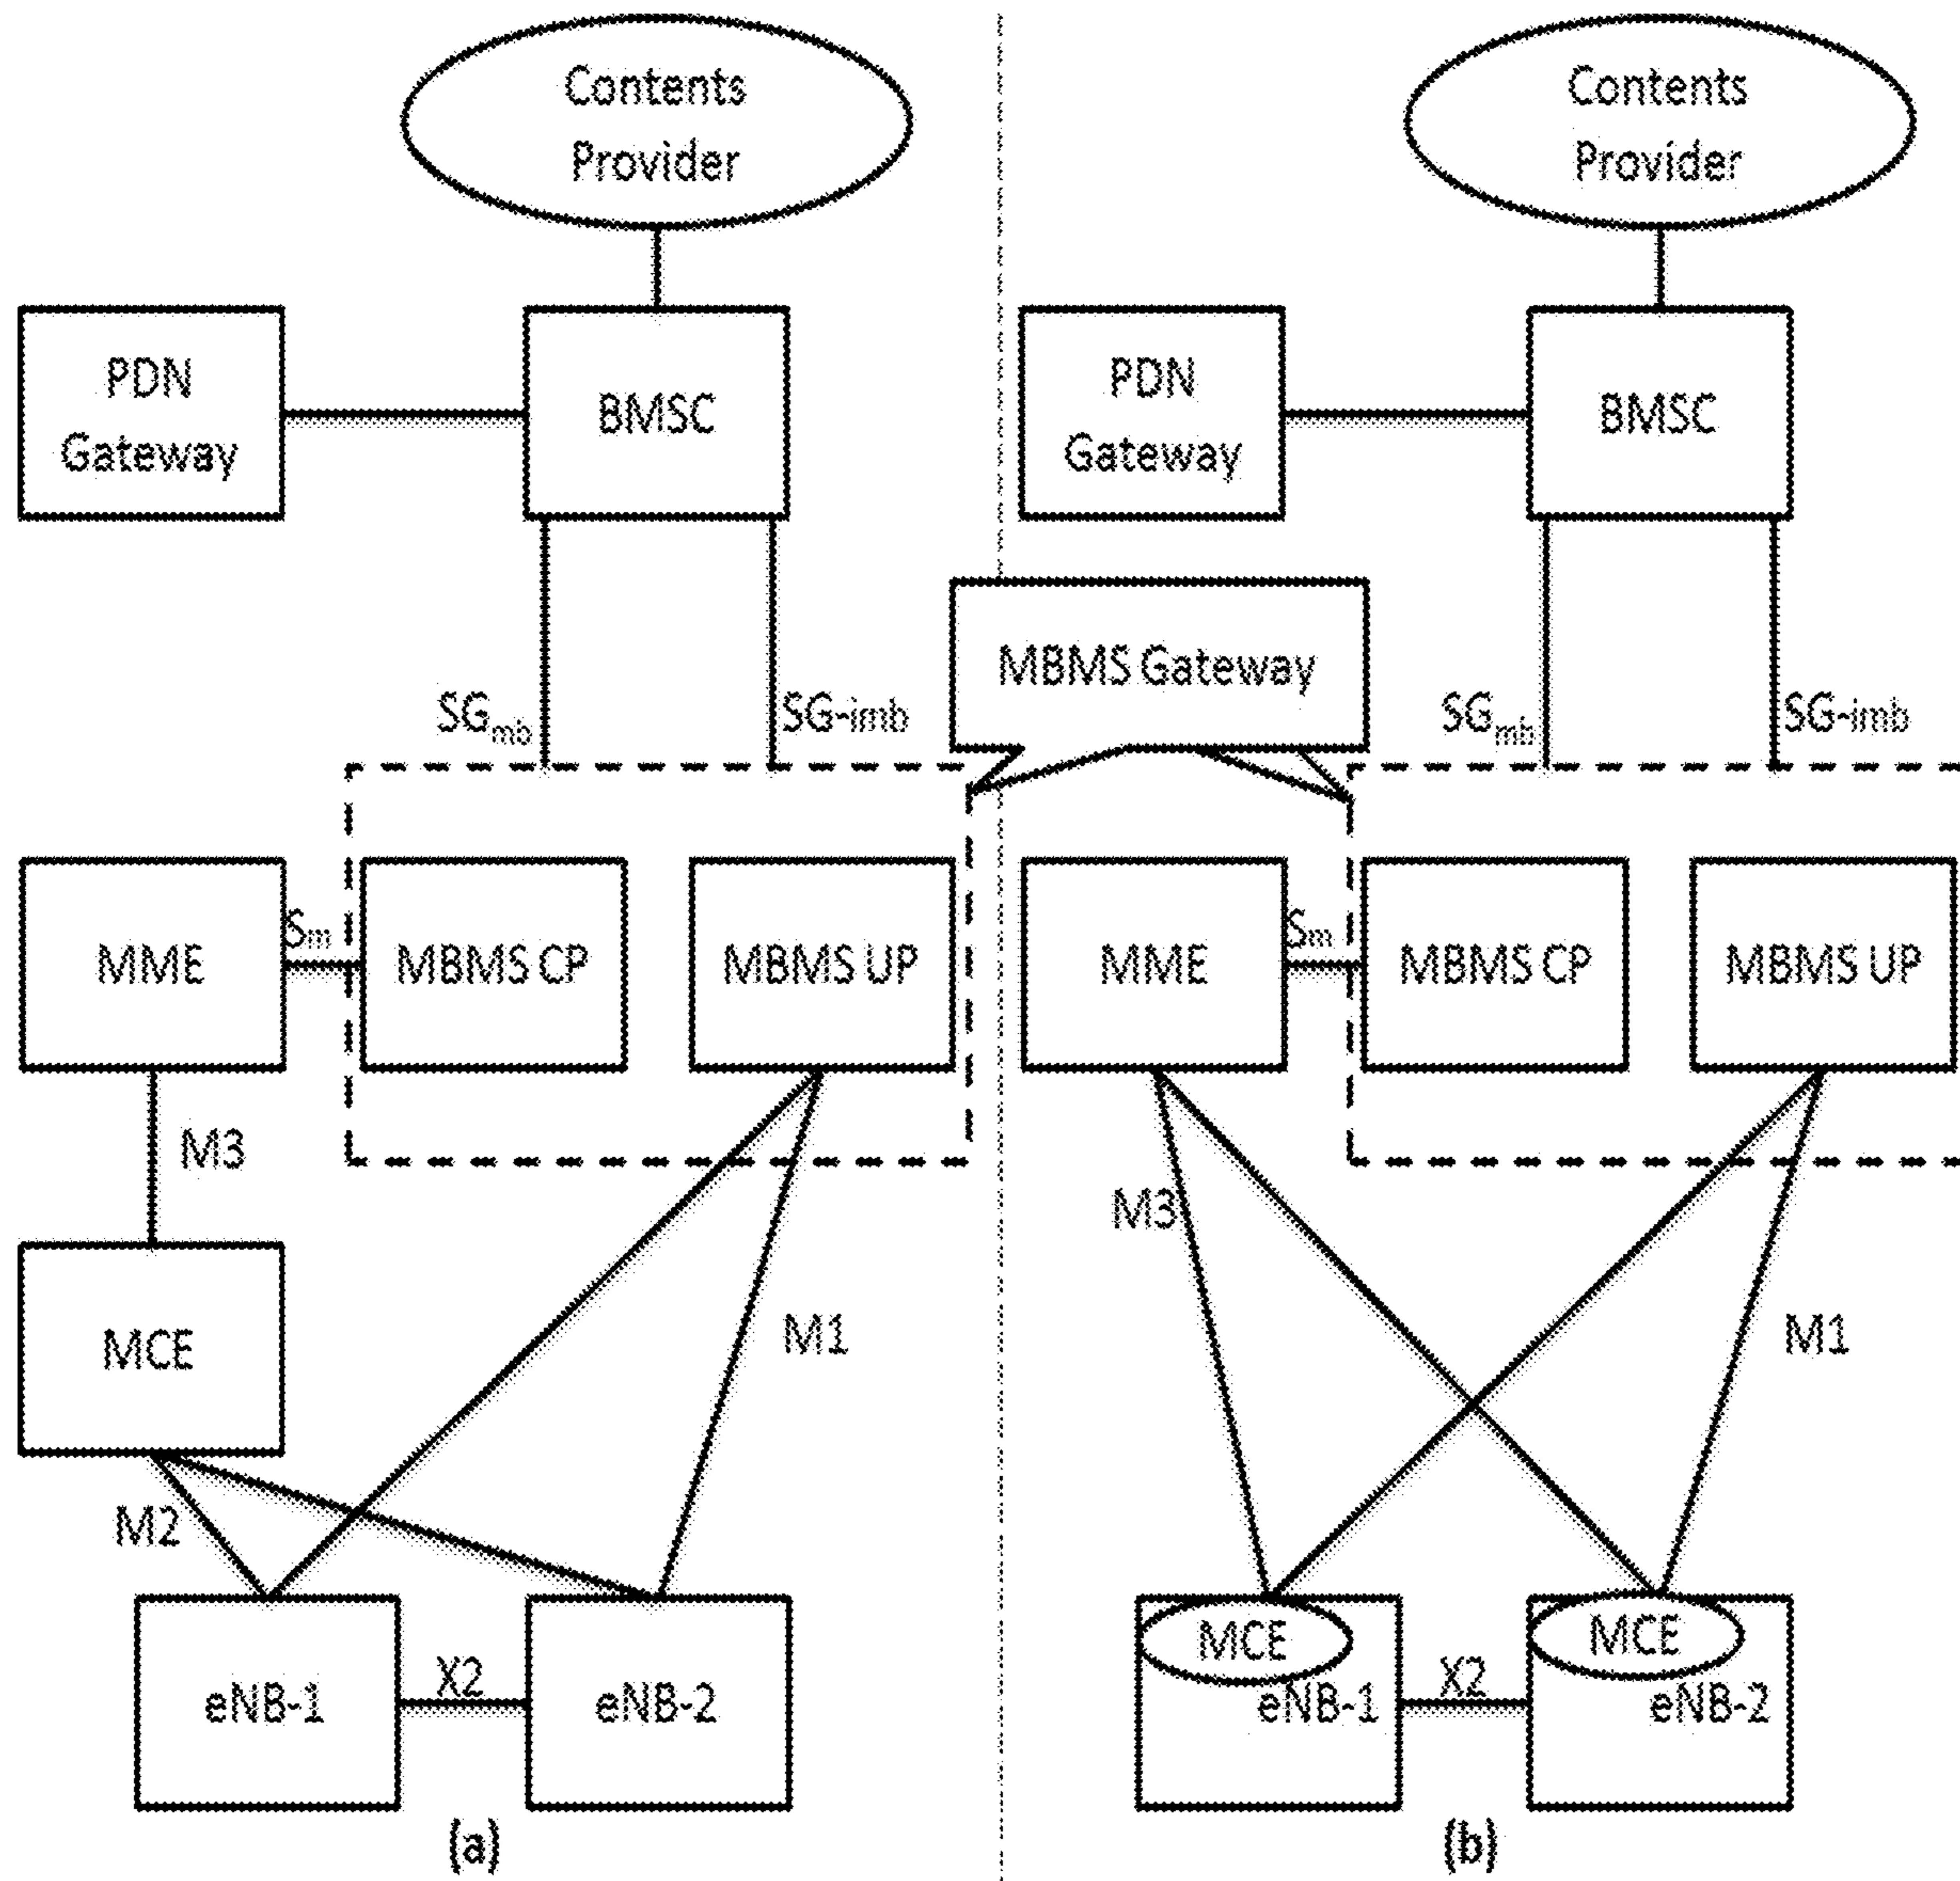 Contents
Provider
PDN
Gateway
BMSC
SGmb
SG-imb
MME
Sm
MBMS CP
MBMS UP
M3
MCE
M1
M2
eNB-1
X2
eNB-2
(a)
MBMS Gateway
Contents
Provider
PDN
Gateway
BMSC
SGmb
SG-imb
MME
Sm
MBMS CP
MBMS UP
M3
M1
MCE
eNB-1
X2
MCE
eNB-2
(b)